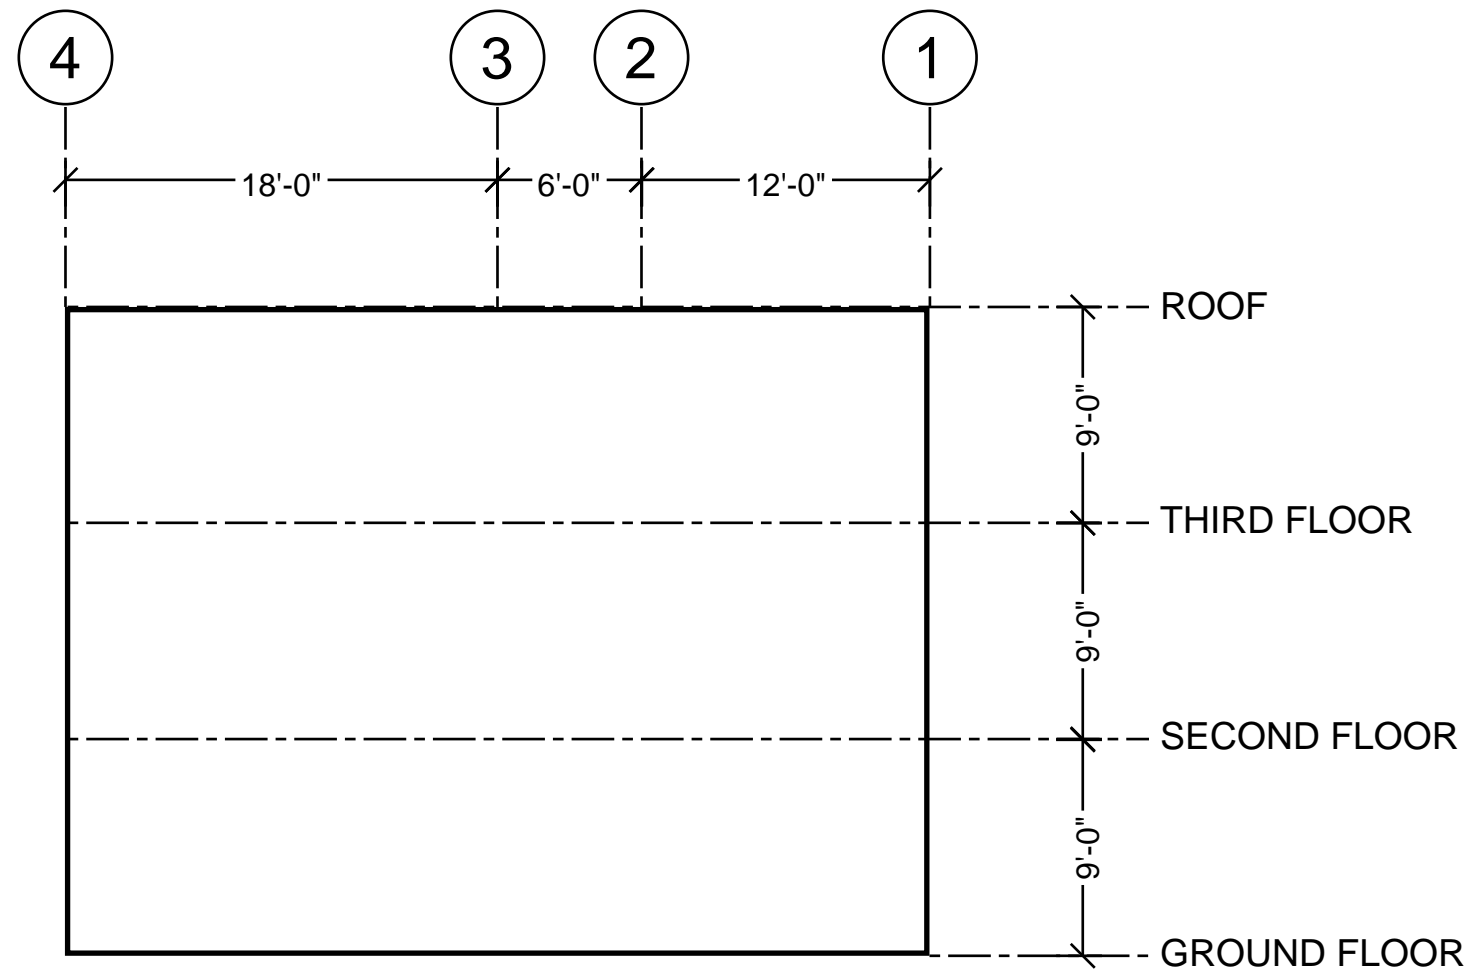 4 3 2 1
18'-0" 6'-0" 12'-0"
ROOF
9'-0"
THIRD FLOOR
9'-0"
SECOND FLOOR
9'-0"
GROUND FLOOR